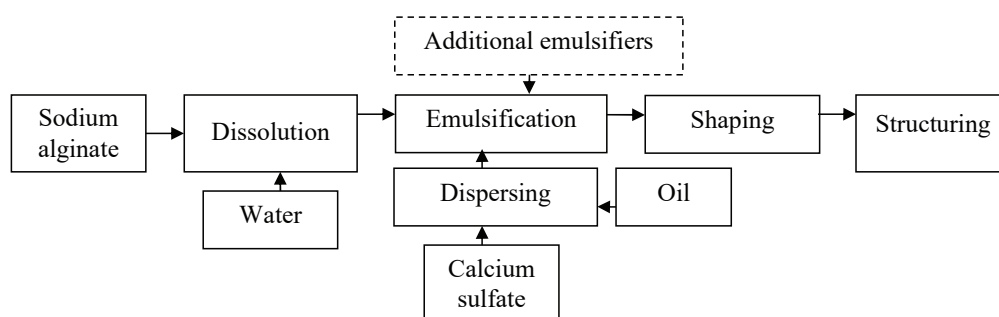 Additional emulsifiers
Sodium
alginate
Dissolution
Emulsification
Shaping
Structuring
Water
Dispersing
Oil
Calcium
sulfate